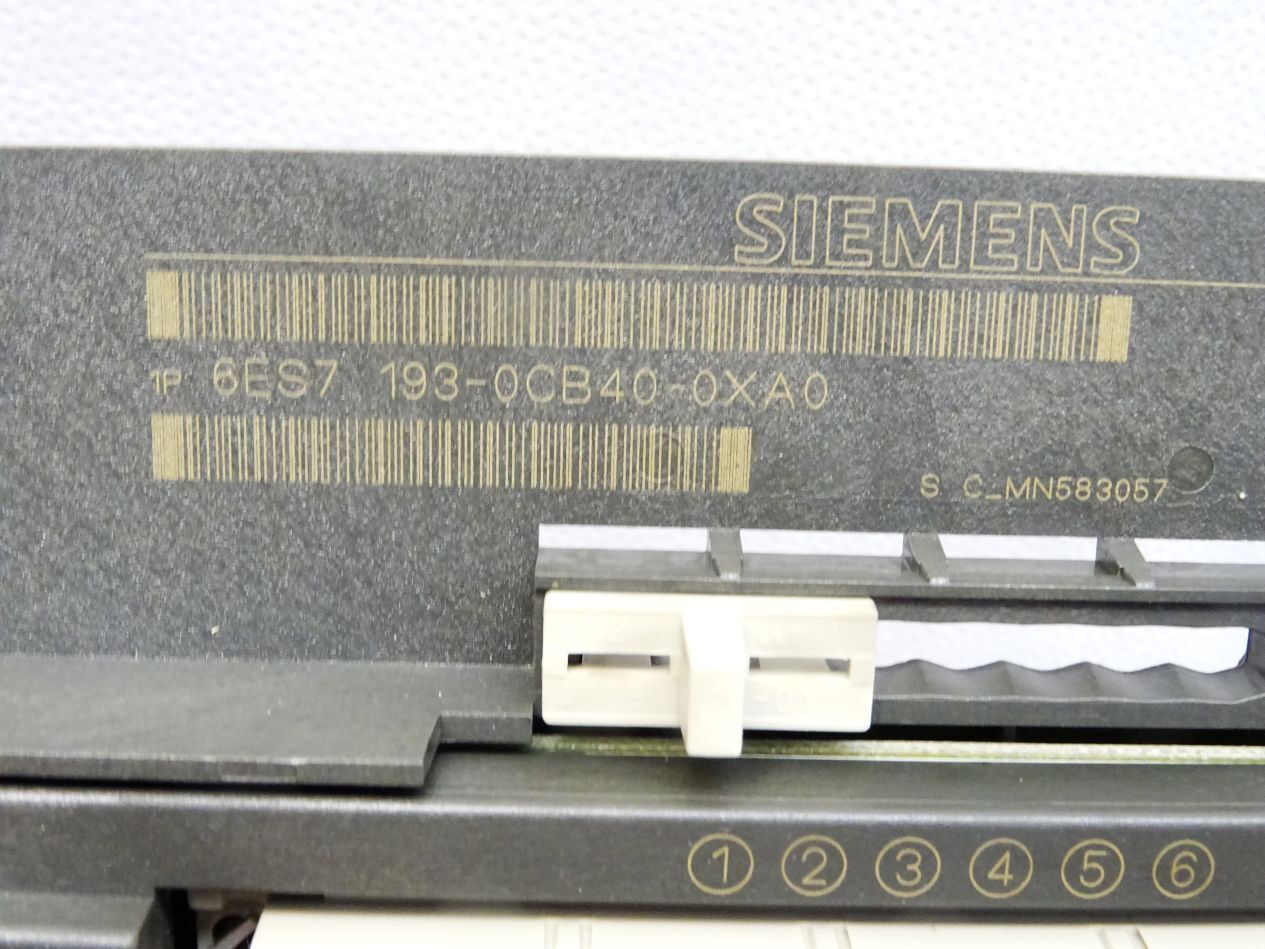 SIEMENS
1P 6ES7 193-0CB40-0XA0
S C_MN583057
1 2 3 4 5 6